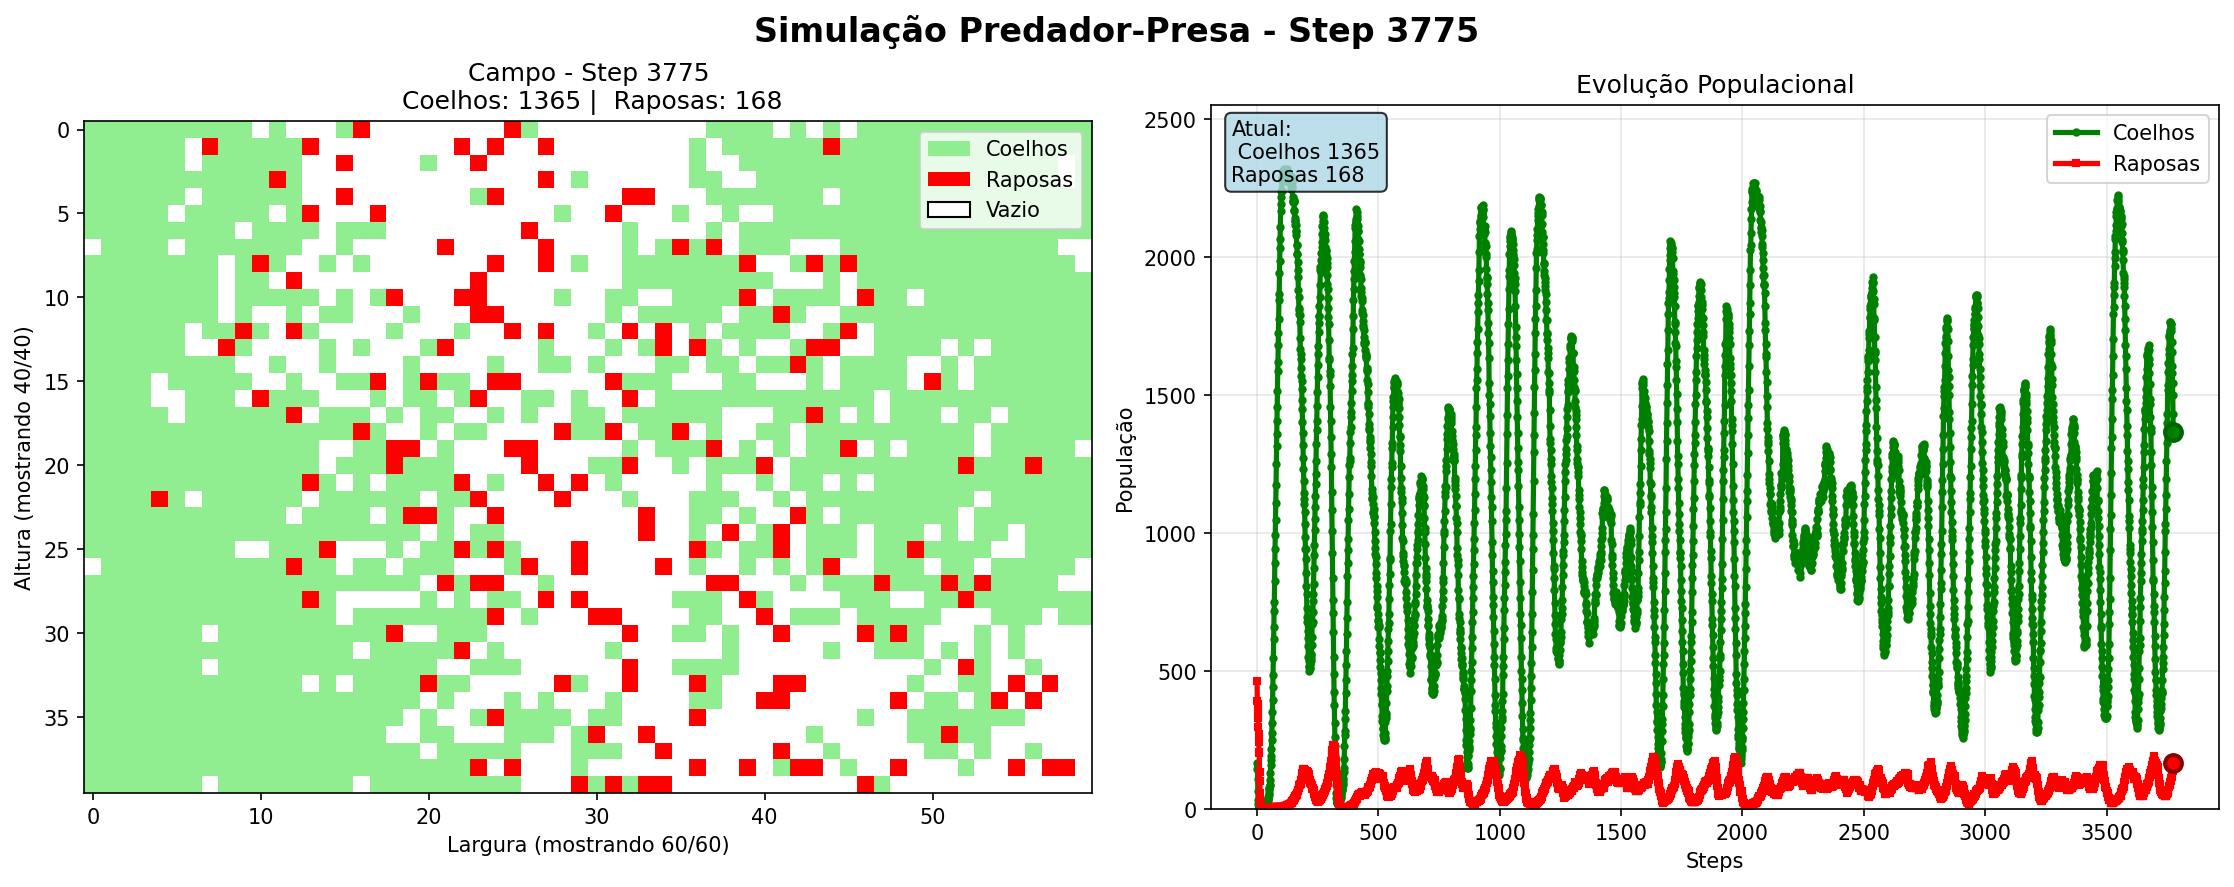 Simulação Predador-Presa - Step 3775
Campo - Step 3775
Coelhos: 1365 |  Raposas: 168
0
5
10
15
20
25
30
35
Altura (mostrando 40/40)
0
10
20
30
40
50
Largura (mostrando 60/60)
Coelhos
Raposas
Vazio
Evolução Populacional
Atual:
Coelhos 1365
Raposas 168
Coelhos
Raposas
2500
2000
1500
1000
500
0
População
0
500
1000
1500
2000
2500
3000
3500
Steps